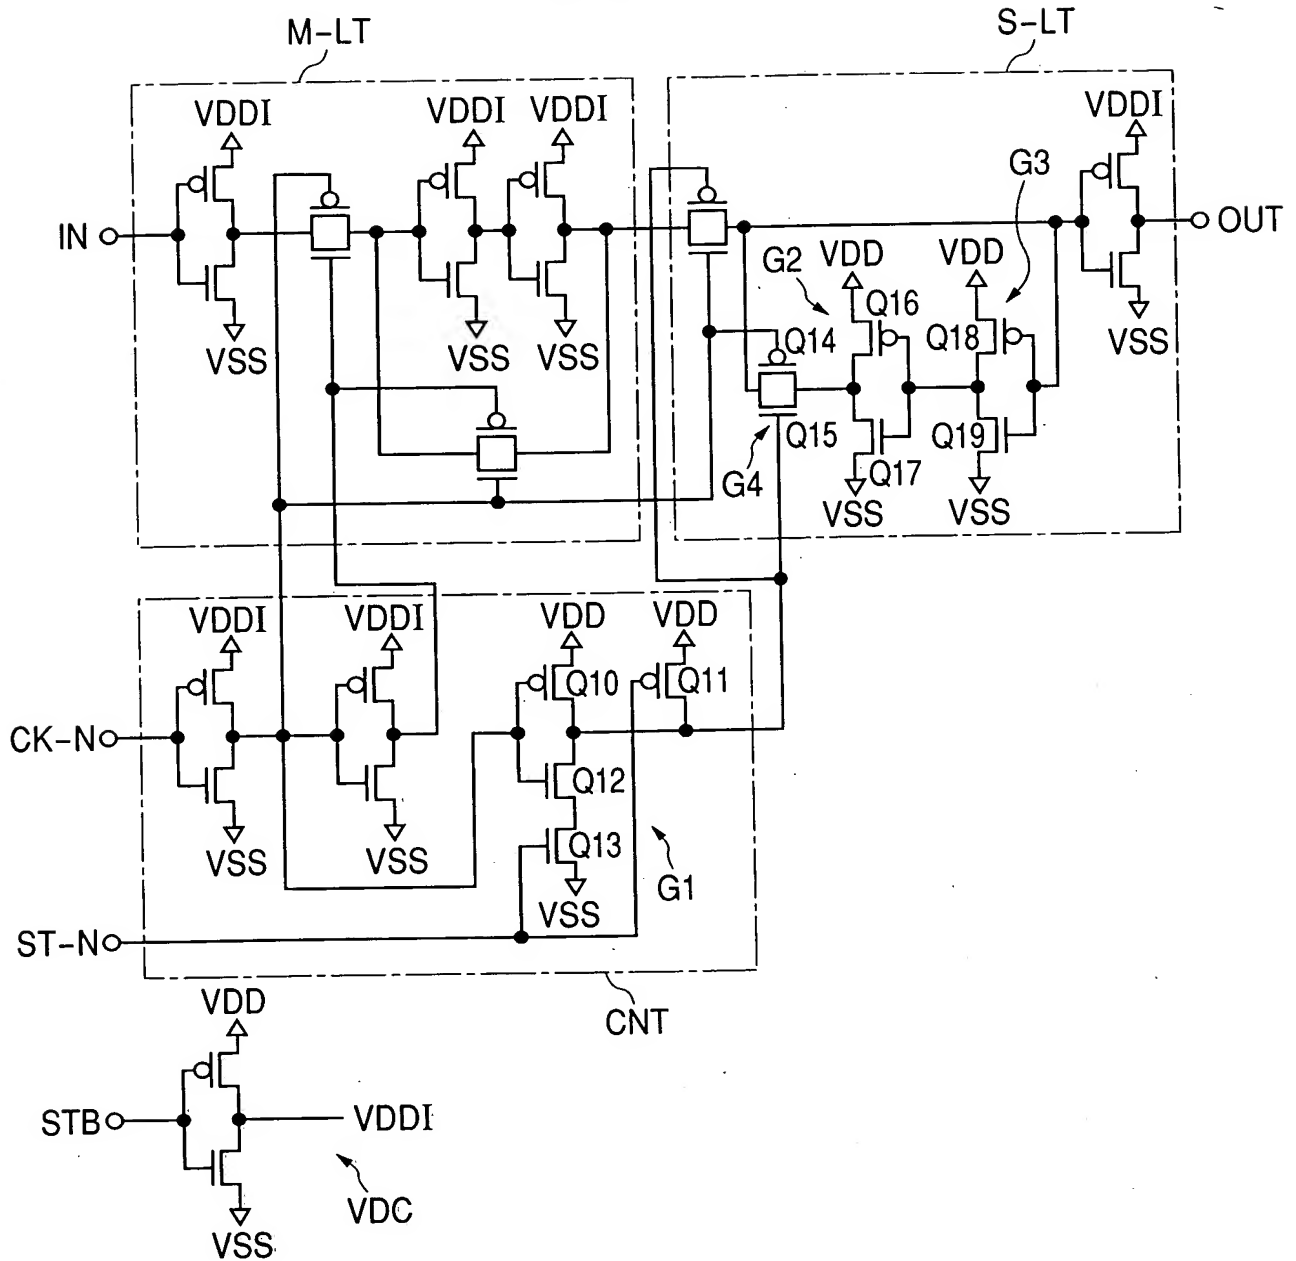 M-LT
S-LT
VDDI
VDDI
VDDI
VDDI
G3
IN
OUT
G2
VDD
VDD
Q16
Q14
Q18
VSS
VSS
VSS
VSS
Q15
Q19
G4
Q17
VSS
VSS
VDDI
VDDI
VDD
VDD
Q10
Q11
CK-N
Q12
Q13
VSS
VSS
G1
VSS
ST-N
VDD
CNT
STB
VDDI
VDC
VSS